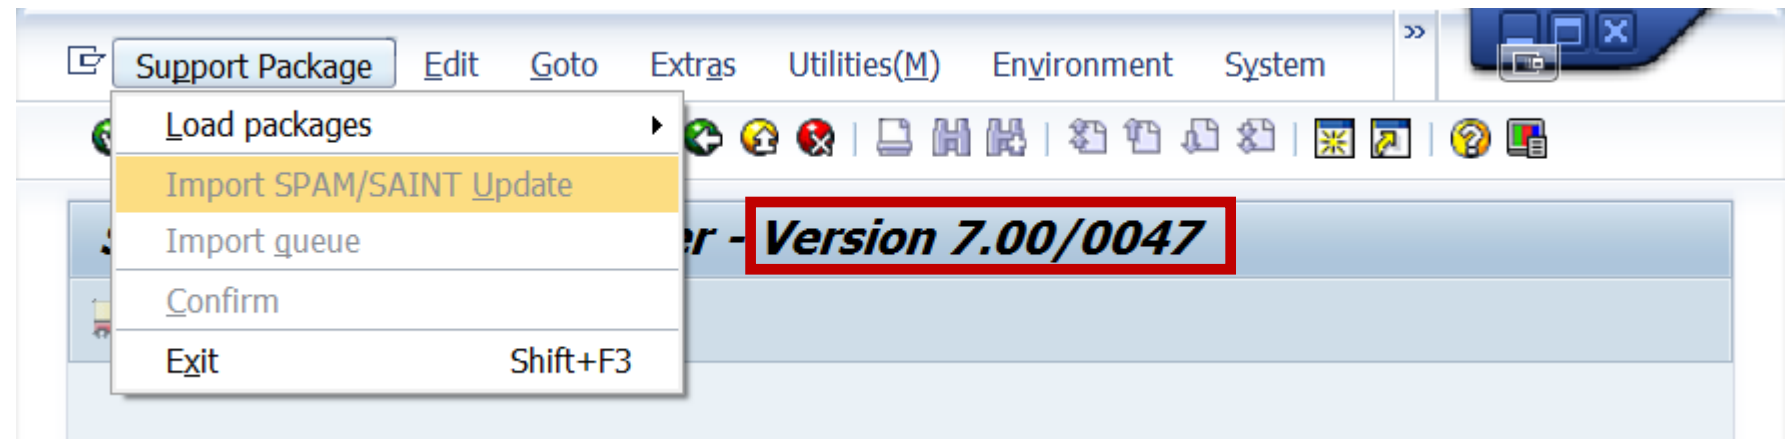 Support Package Edit Goto Extras Utilities(M) Environment System »
Load packages
Import SPAM/SAINT Update
Import queue
er - Version 7.00/0047
Confirm
Exit Shift+F3